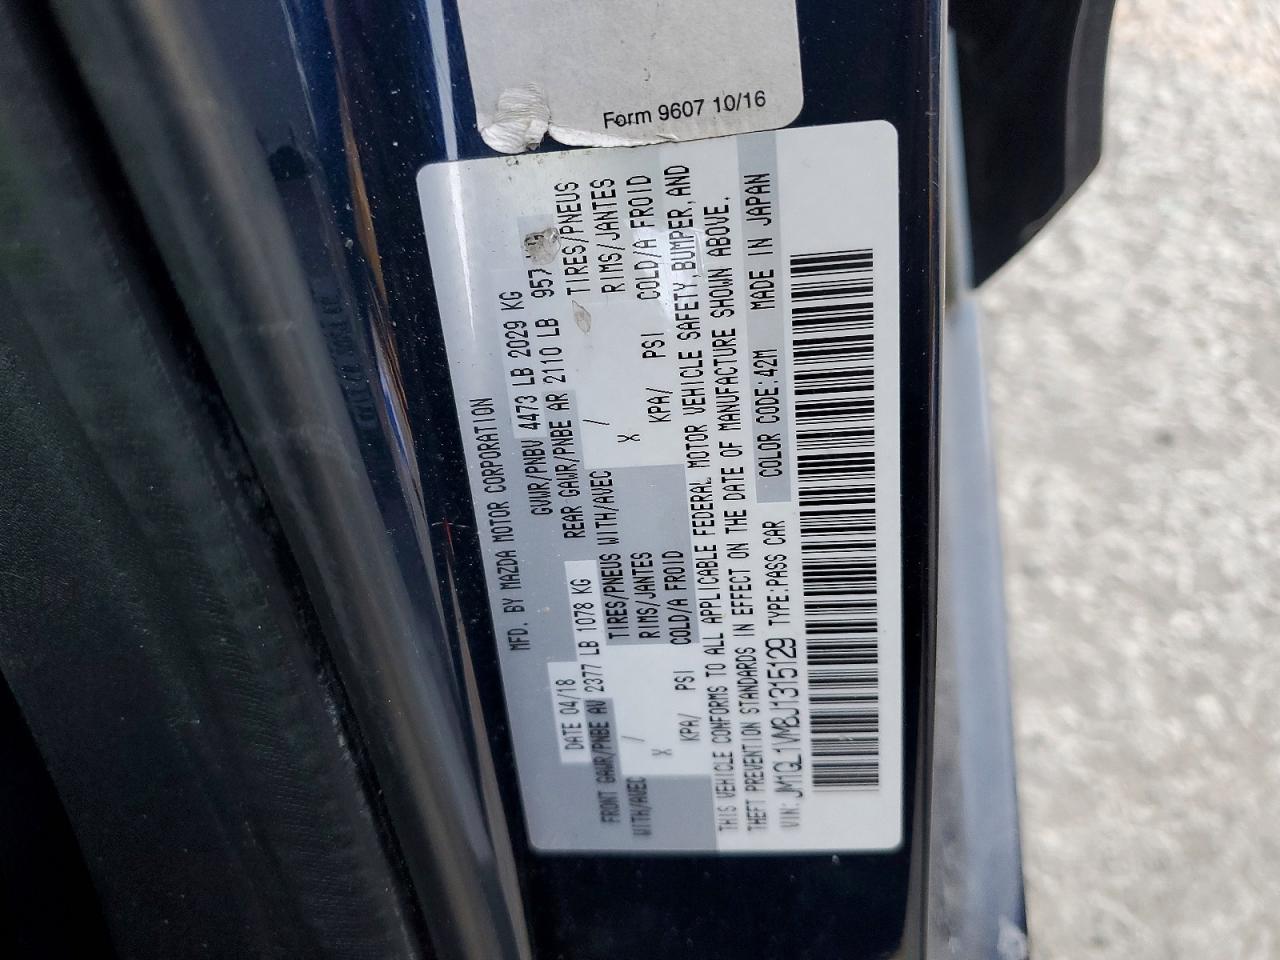 Form 9607 10/16
MFD. BY MAZDA MOTOR CORPORATION
DATE 04/18 GVWR/PNBV 4473 LB 2029 KG
FRONT GAWR/PNBE AV 2377 LB 1078 KG REAR GAWR/PNBE AR 2110 LB 957
WITH/AVEC / TIRES/PNEUS WITH/AVEC / TIRES/PNEUS
X RIMS/JANTES X RIMS/JANTES
KPA/ PSI COLD/A FROID KPA/ PSI COLD/A FROID
THIS VEHICLE CONFORMS TO ALL APPLICABLE FEDERAL MOTOR VEHICLE SAFETY, BUMPER, AND
THEFT PREVENTION STANDARDS IN EFFECT ON THE DATE OF MANUFACTURE SHOWN ABOVE.
VIN: JM1GL1VM8J1315129 TYPE: PASS CAR COLOR CODE: 42M MADE IN JAPAN